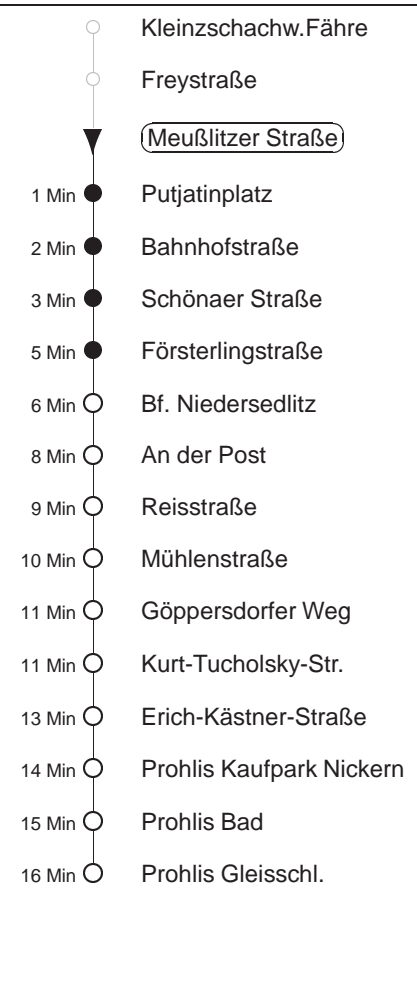 Kleinzschachw.Fähre
Freystraße
Meußlitzer Straße
1 Min Putjatinplatz
2 Min Bahnhofstraße
3 Min Schönaer Straße
5 Min Försterlingstraße
6 Min Bf. Niedersedlitz
8 Min An der Post
9 Min Reisstraße
10 Min Mühlenstraße
11 Min Göppersdorfer Weg
11 Min Kurt-Tucholsky-Str.
13 Min Erich-Kästner-Straße
14 Min Prohlis Kaufpark Nickern
15 Min Prohlis Bad
16 Min Prohlis Gleisschl.